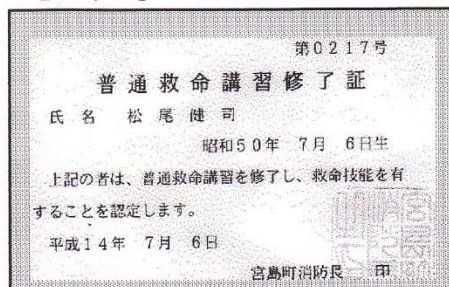 第0217号
普通救命講習修了証
氏名 松尾健司
昭和50年 7月 6日生
上記の者は、普通救命講習を修了し、救命技能を有
することを認定します。
平成14年 7月 6日
宮島町消防長 印